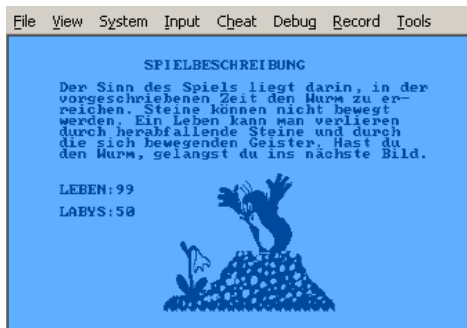 File View System Input Cheat Debug Record Tools
SPIELBESCHREIBUNG
Der Sinn des Spiels liegt darin, in der
vorgeschriebenen Zeit den Wurm zu er-
reichen. Steine können nicht bewegt
werden. Ein Leben kann man verlieren
durch herabfallende Steine und durch
die sich bewegenden Geister. Hast du
den Wurm, gelangst du ins nächste Bild.
LEBEN:99
LABYS:50